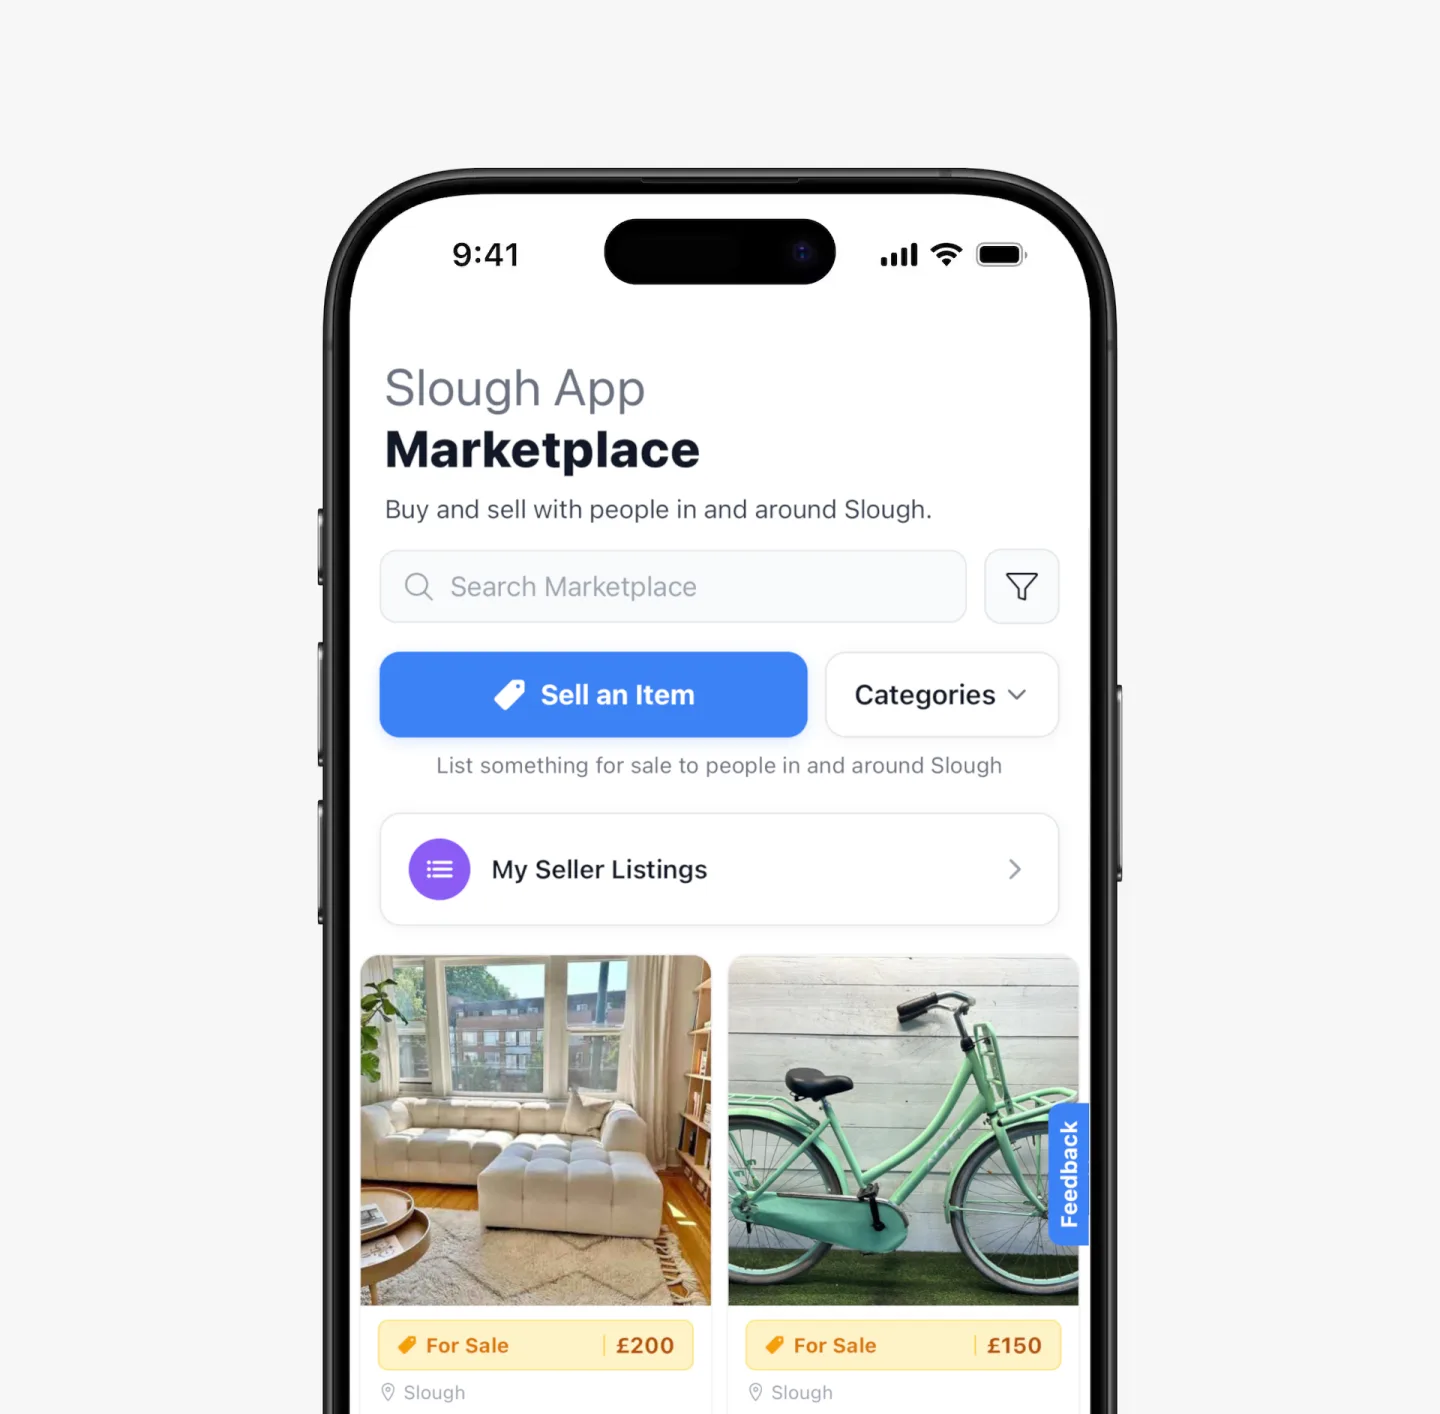 9:41
Slough App
Marketplace
Buy and sell with people in and around Slough.
Search Marketplace
Sell an Item
Categories
List something for sale to people in and around Slough
My Seller Listings
Feedback
For Sale £200
For Sale £150
Slough
Slough